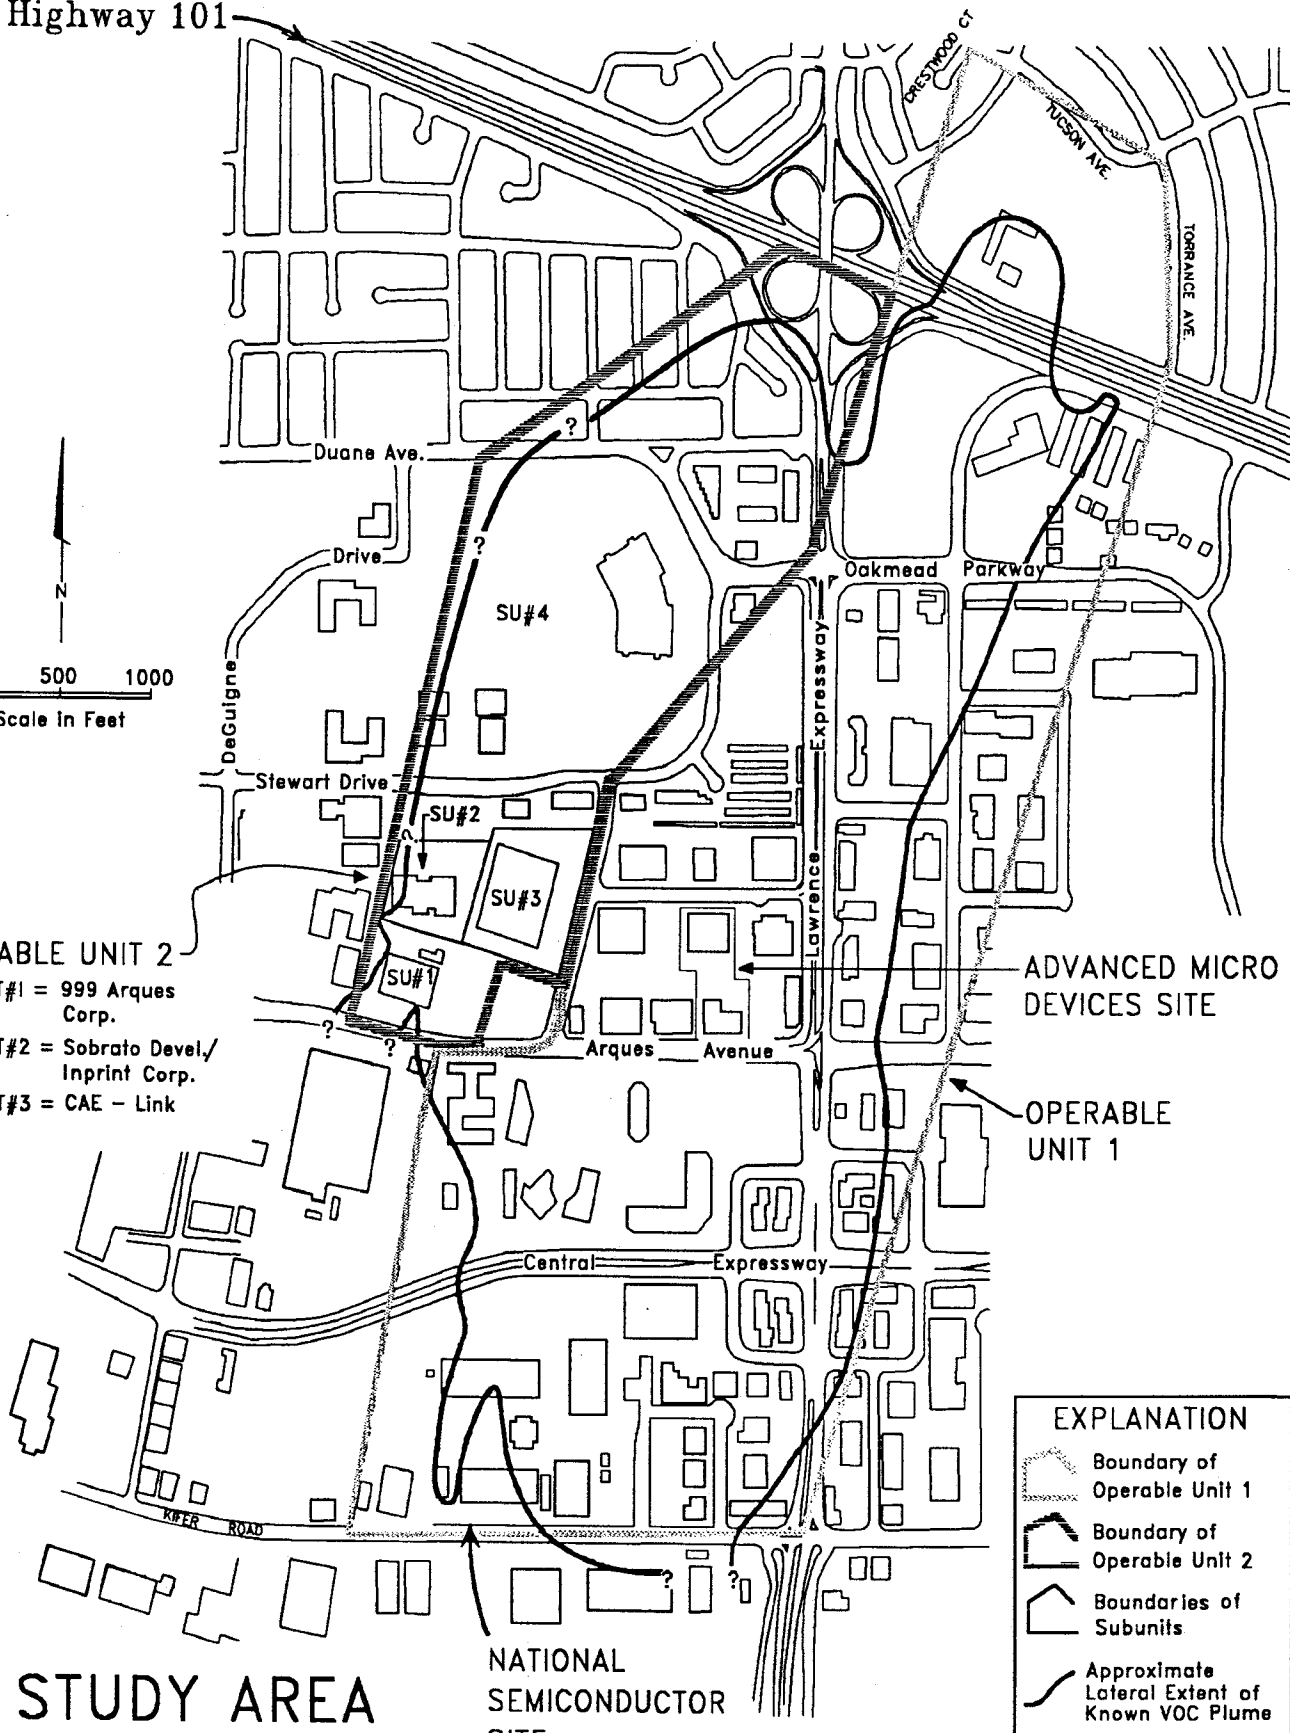 Highway 101
CRESTWOOD CT
TUCSON AVE.
TORRANCE AVE.
?
Duane Ave.
?
Drive
N
SU#4
Oakmead Parkway
500 1000
Scale in Feet
DeGuigne
Lawrence Expressway
Stewart Drive
SU#2
?
SU#3
ABLE UNIT 2
T#1 = 999 Arques
Corp.
T#2 = Sobrato Devel./
Inprint Corp.
T#3 = CAE - Link
SU#1
?
?
Arques Avenue
ADVANCED MICRO
DEVICES SITE
OPERABLE
UNIT 1
Central Expressway
KIFER ROAD
?
?
NATIONAL
SEMICONDUCTOR
SITE
STUDY AREA
EXPLANATION
Boundary of
Operable Unit 1
Boundary of
Operable Unit 2
Boundaries of
Subunits
Approximate
Lateral Extent of
Known VOC Plume